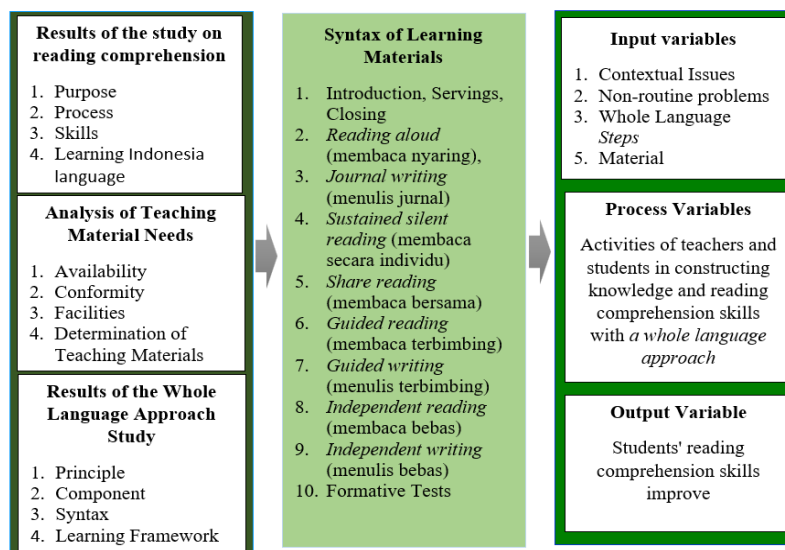 Results of the study on
reading comprehension
1. Purpose
2. Process
3. Skills
4. Learning Indonesia
language
Analysis of Teaching
Material Needs
1. Availability
2. Conformity
3. Facilities
4. Determination of
Teaching Materials
Results of the Whole
Language Approach
Study
1. Principle
2. Component
3. Syntax
4. Learning Framework
Syntax of Learning
Materials
1. Introduction, Servings,
Closing
2. Reading aloud
(membaca nyaring),
3. Journal writing
(menulis jurnal)
4. Sustained silent
reading (membaca
secara individu)
5. Share reading
(membaca bersama)
6. Guided reading
(membaca terbimbing)
7. Guided writing
(menulis terbimbing)
8. Independent reading
(membaca bebas)
9. Independent writing
(menulis bebas)
10. Formative Tests
Input variables
1. Contextual Issues
2. Non-routine problems
3. Whole Language
Steps
5. Material
Process Variables
Activities of teachers and
students in constructing
knowledge and reading
comprehension skills
with a whole language
approach
Output Variable
Students' reading
comprehension skills
improve